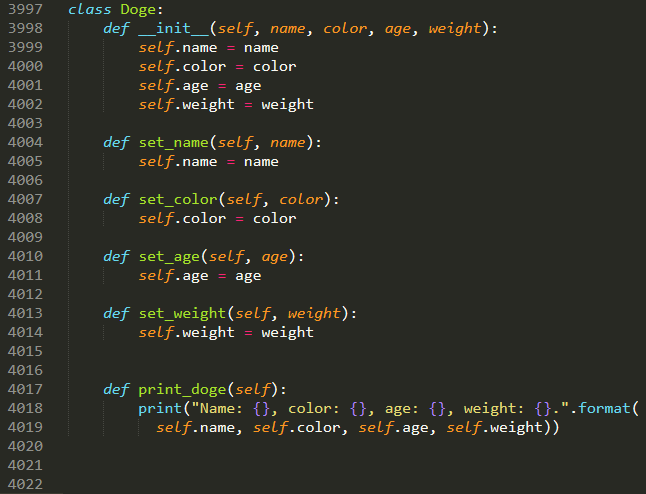 3997 class Doge:
3998     def __init__(self, name, color, age, weight):
3999         self.name = name
4000         self.color = color
4001         self.age = age
4002         self.weight = weight
4003
4004     def set_name(self, name):
4005         self.name = name
4006
4007     def set_color(self, color):
4008         self.color = color
4009
4010     def set_age(self, age):
4011         self.age = age
4012
4013     def set_weight(self, weight):
4014         self.weight = weight
4015
4016
4017     def print_doge(self):
4018         print("Name: {}, color: {}, age: {}, weight: {}.".format(
4019           self.name, self.color, self.age, self.weight))
4020
4021
4022